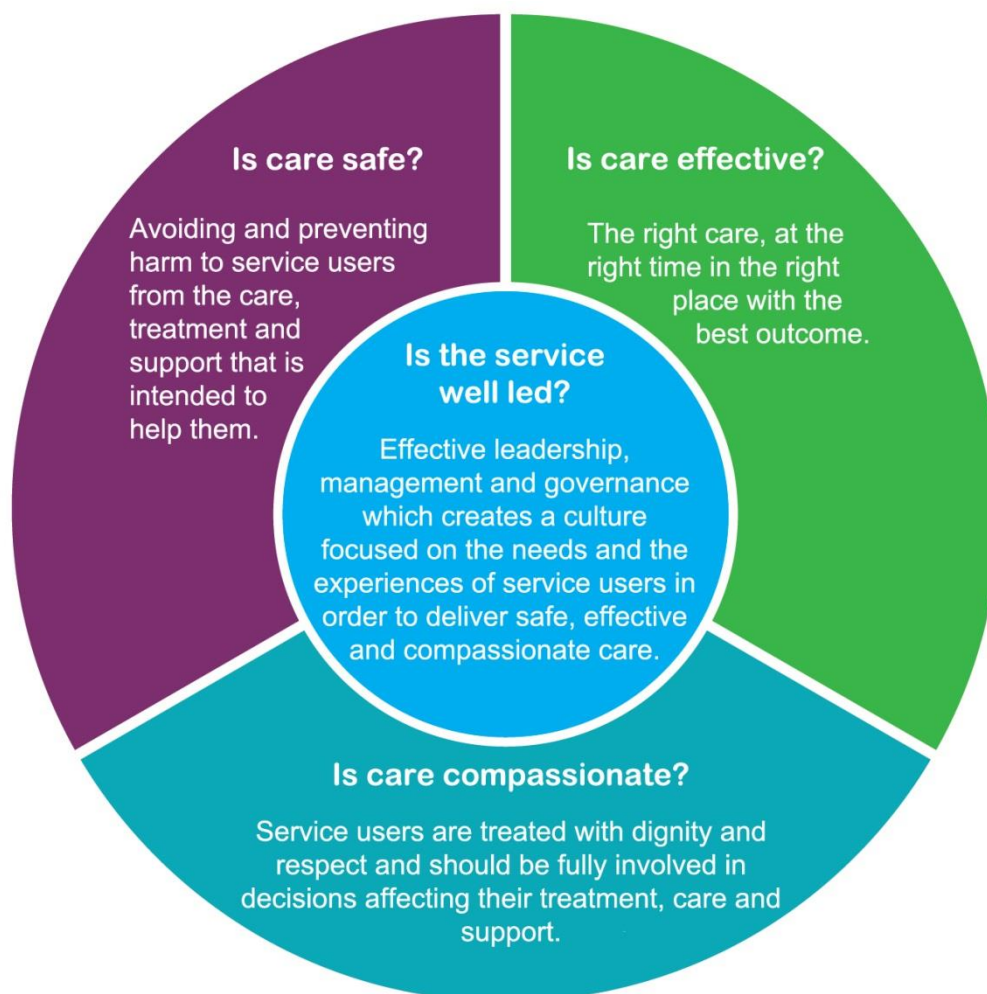 Is care safe?
Avoiding and preventing
harm to service users
from the care,
treatment and
support that is
intended to
help them.
Is care effective?
The right care, at the
right time in the right
place with the
best outcome.
Is the service
well led?
Effective leadership,
management and governance
which creates a culture
focused on the needs and the
experiences of service users in
order to deliver safe, effective
and compassionate care.
Is care compassionate?
Service users are treated with dignity and
respect and should be fully involved in
decisions affecting their treatment, care and
support.